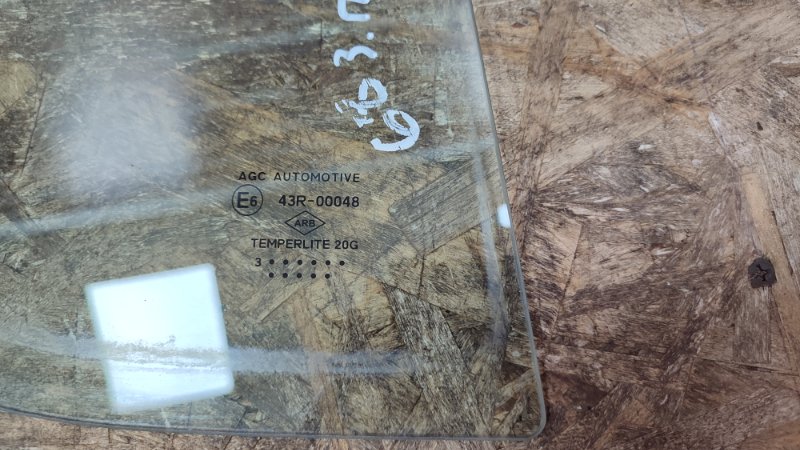 AGC AUTOMOTIVE
E6 43R-00048
ARB
TEMPERLITE 20G
3 • • • • • •
• • • • •